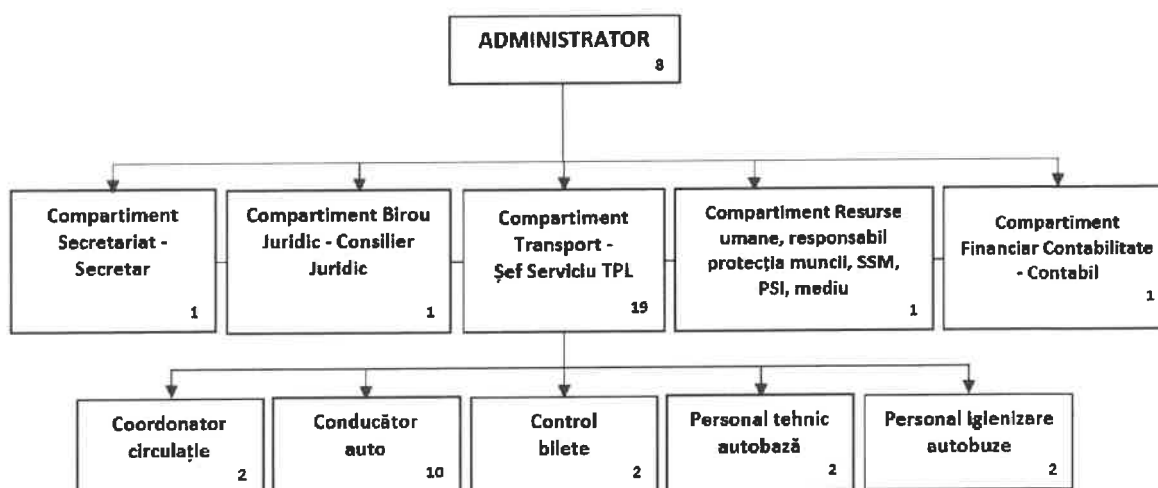 ADMINISTRATOR
8
Compartiment
Secretariat -
Secretar
1
Compartiment Birou
Juridic - Consilier
Juridic
1
Compartiment
Transport -
Șef Serviciu TPL
19
Compartiment Resurse
umane, responsabil
protecția muncii, SSM,
PSI, mediu
1
Compartiment
Financiar Contabilitate
- Contabil
1
Coordonator
circulație
2
Conducător
auto
10
Control
bilete
2
Personal tehnic
autobază
2
Personal igienizare
autobuze
2